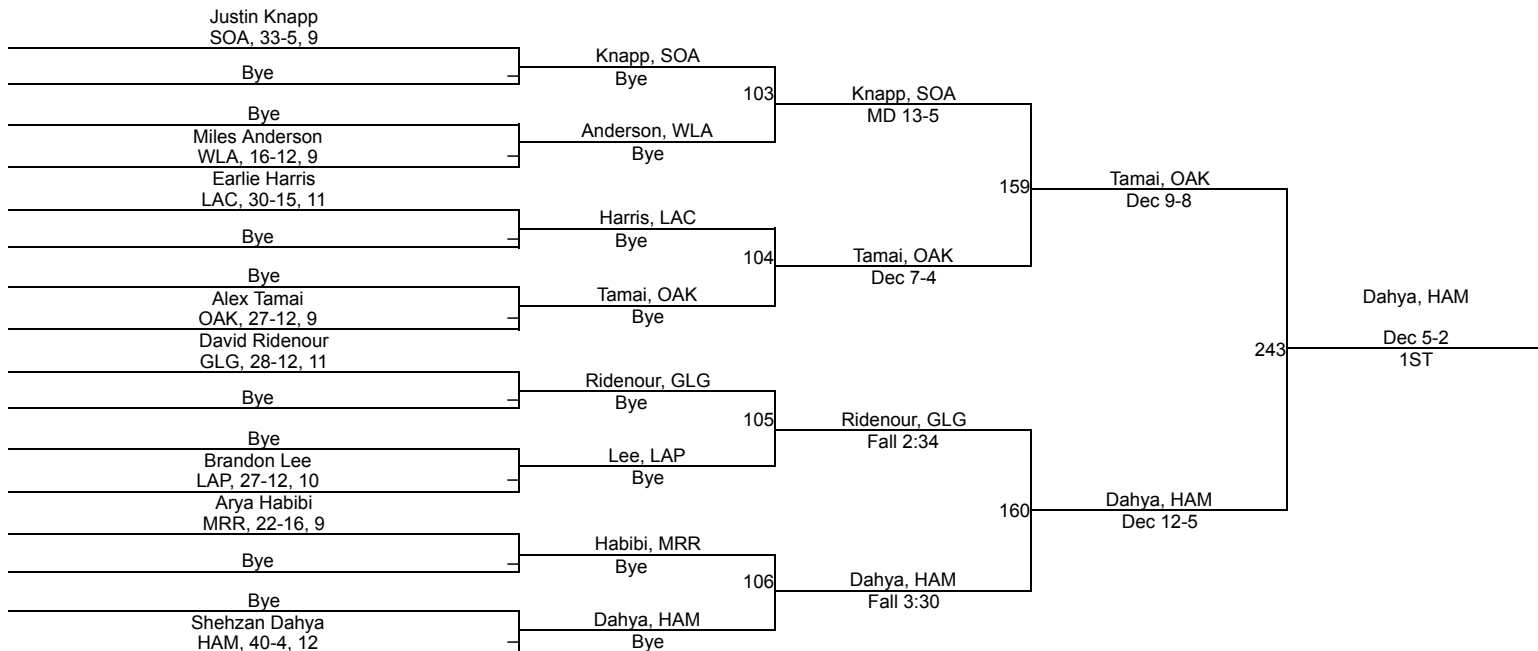 Justin Knapp
SOA, 33-5, 9
Bye
Bye
Miles Anderson
WLA, 16-12, 9
Earlie Harris
LAC, 30-15, 11
Bye
Bye
Alex Tamai
OAK, 27-12, 9
David Ridenour
GLG, 28-12, 11
Bye
Bye
Brandon Lee
LAP, 27-12, 10
Arya Habibi
MRR, 22-16, 9
Bye
Bye
Shehzan Dahya
HAM, 40-4, 12
Knapp, SOA
Bye
103
Anderson, WLA
Bye
Harris, LAC
Bye
104
Tamai, OAK
Bye
Ridenour, GLG
Bye
105
Lee, LAP
Bye
Habibi, MRR
Bye
106
Dahya, HAM
Bye
Knapp, SOA
MD 13-5
159
Tamai, OAK
Dec 7-4
Ridenour, GLG
Fall 2:34
160
Dahya, HAM
Fall 3:30
Tamai, OAK
Dec 9-8
243
Dahya, HAM
Dec 12-5
Dahya, HAM
Dec 5-2
1ST